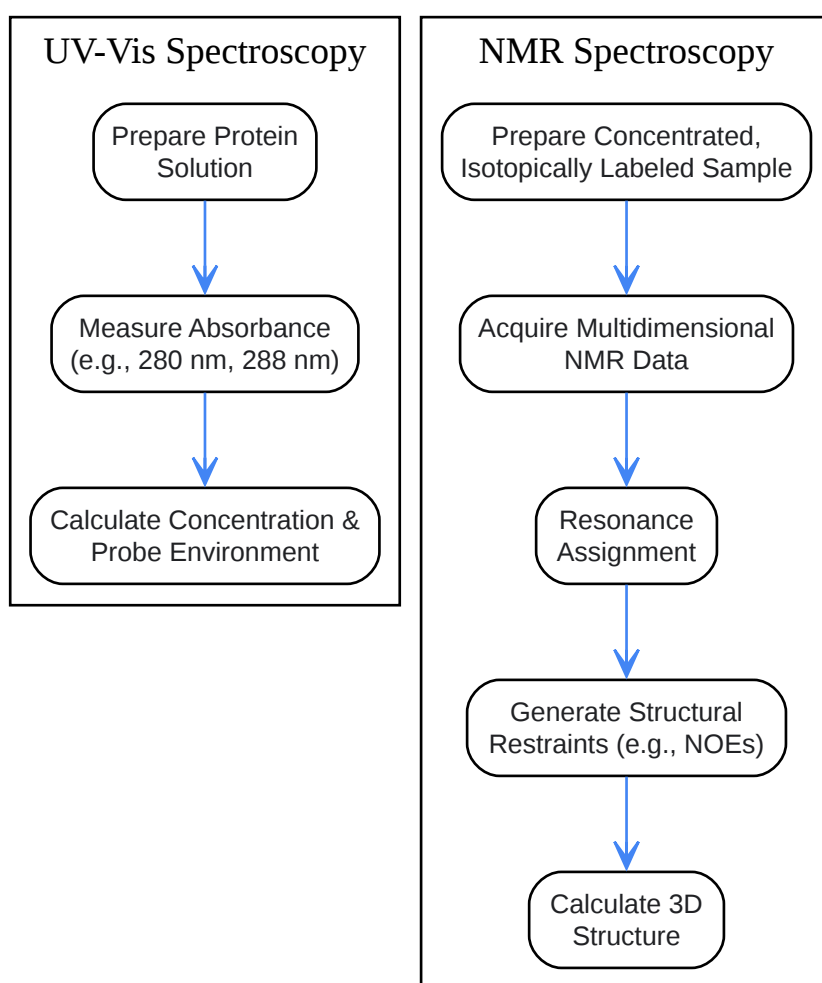 UV-Vis Spectroscopy
Prepare Protein
Solution
Measure Absorbance
(e.g., 280 nm, 288 nm)
Calculate Concentration &
Probe Environment
NMR Spectroscopy
Prepare Concentrated,
Isotopically Labeled Sample
Acquire Multidimensional
NMR Data
Resonance
Assignment
Generate Structural
Restraints (e.g., NOEs)
Calculate 3D
Structure